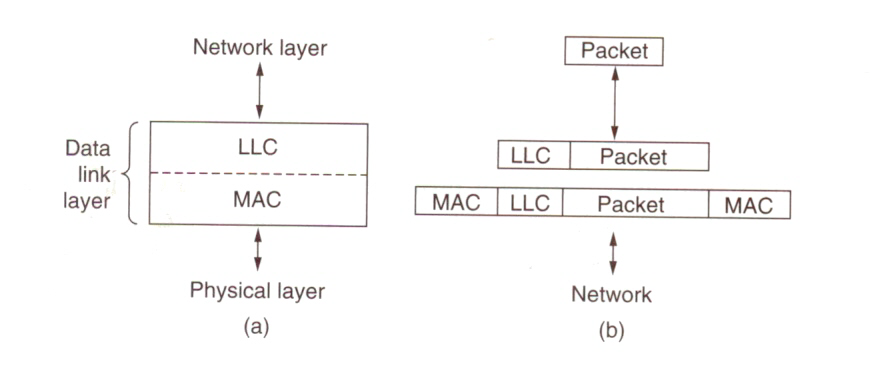 Network layer
Data
link
layer
LLC
MAC
Physical layer
(a)
Packet
LLC Packet
MAC LLC Packet MAC
Network
(b)